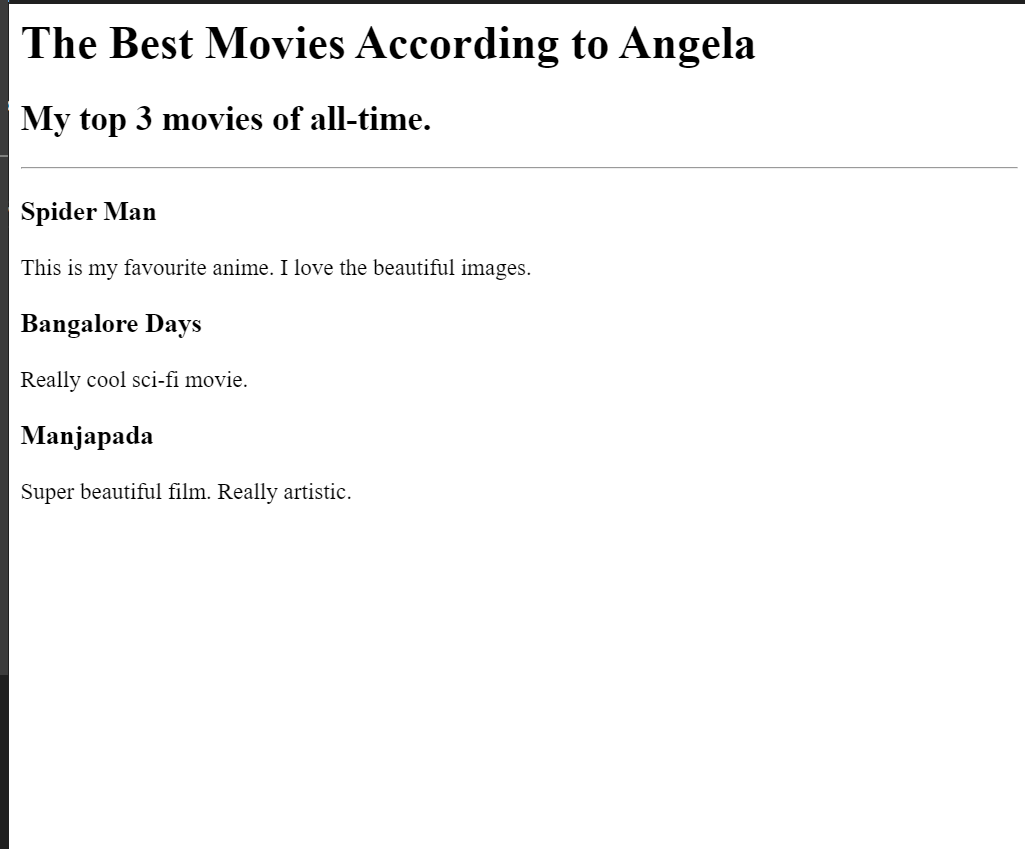 The Best Movies According to Angela
My top 3 movies of all-time.
Spider Man
This is my favourite anime. I love the beautiful images.
Bangalore Days
Really cool sci-fi movie.
Manjapada
Super beautiful film. Really artistic.